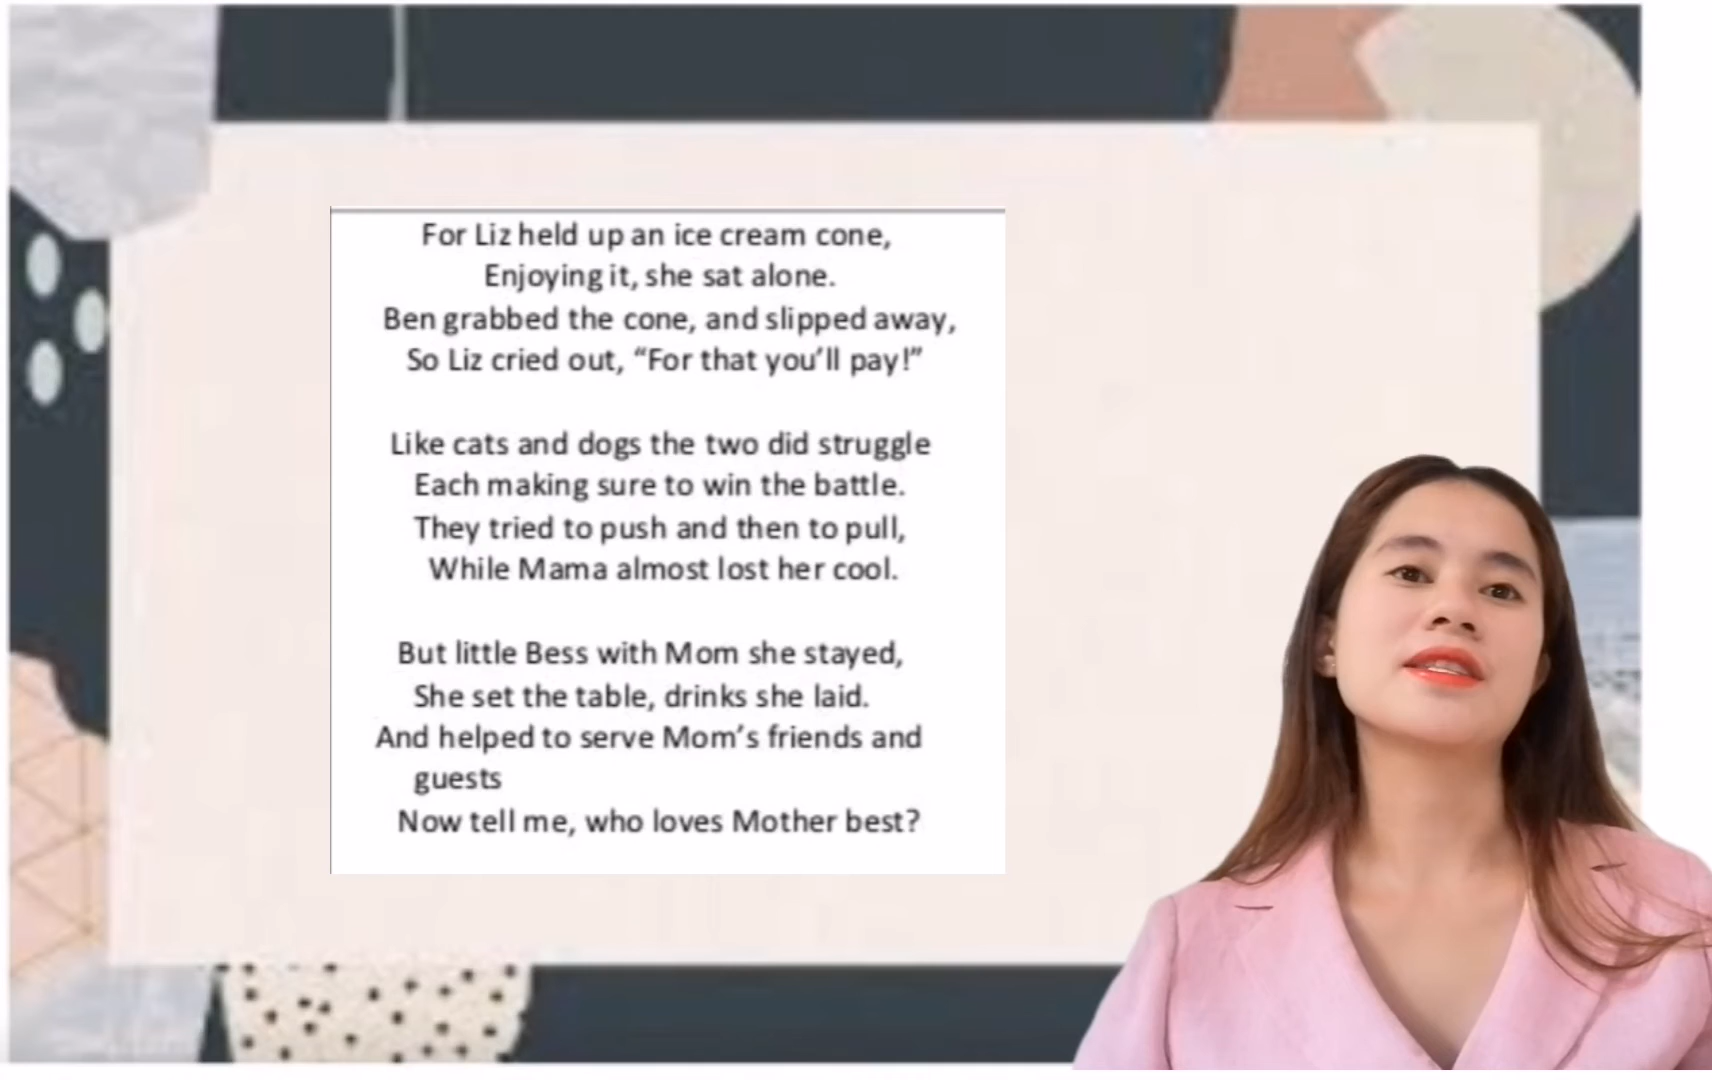 For Liz held up an ice cream cone,
Enjoying it, she sat alone.
Ben grabbed the cone, and slipped away,
So Liz cried out, “For that you’ll pay!”
Like cats and dogs the two did struggle
Each making sure to win the battle.
They tried to push and then to pull,
While Mama almost lost her cool.
But little Bess with Mom she stayed,
She set the table, drinks she laid.
And helped to serve Mom’s friends and
guests
Now tell me, who loves Mother best?